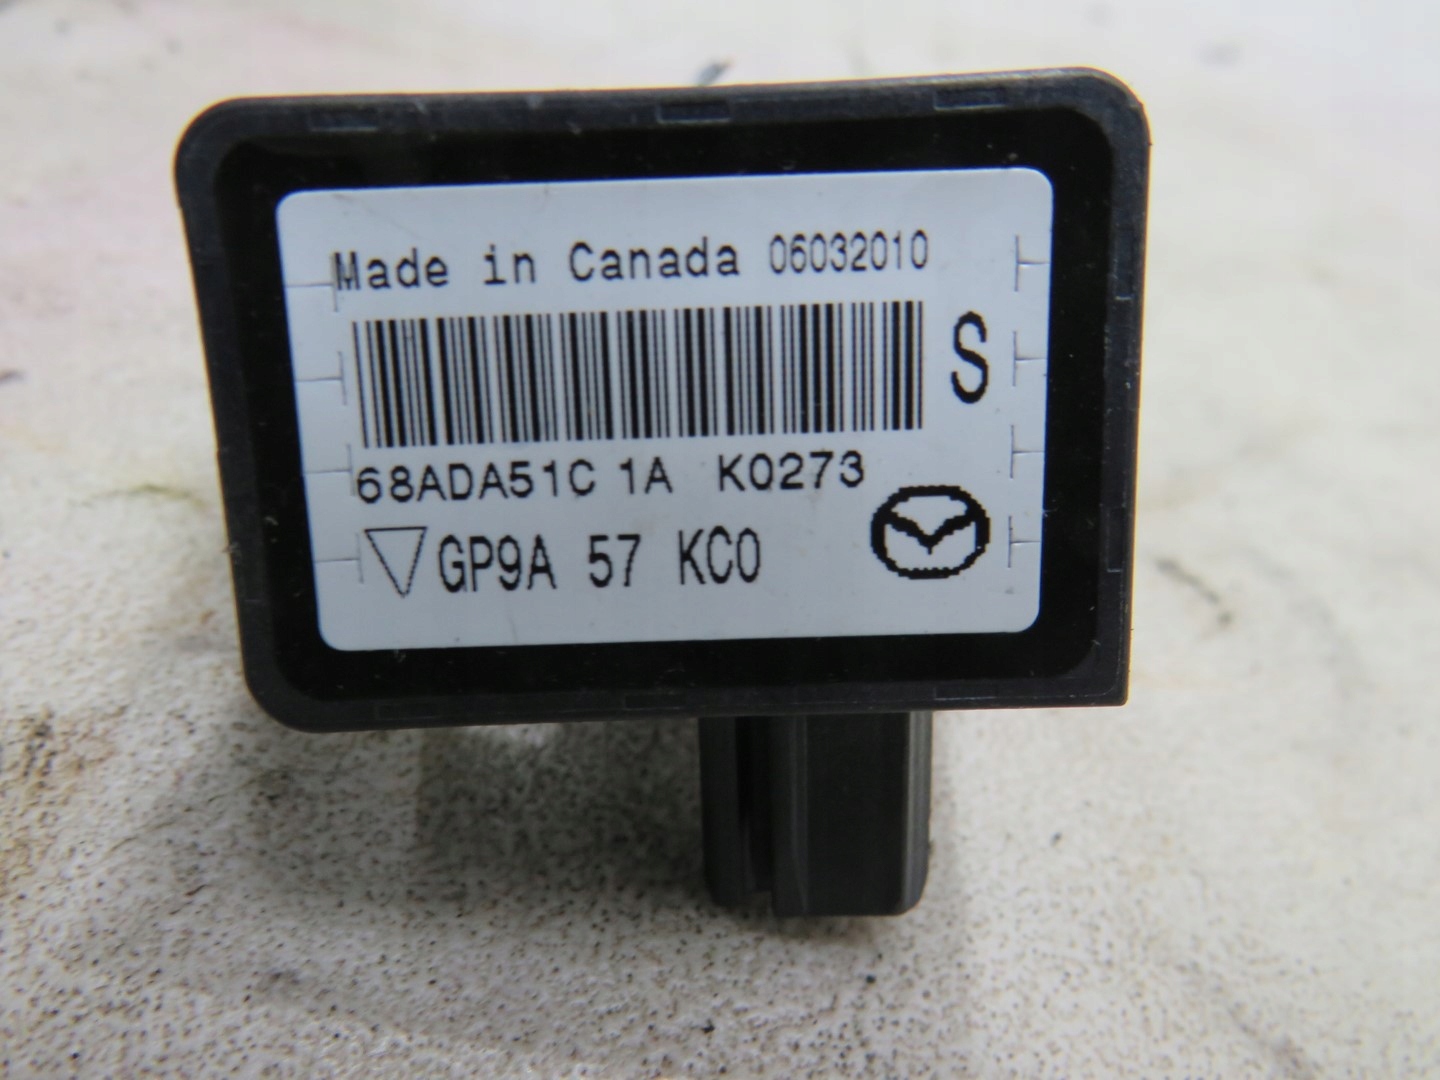 Made in Canada 06032010
S
68ADA51C 1A K0273
GP9A 57 KC0